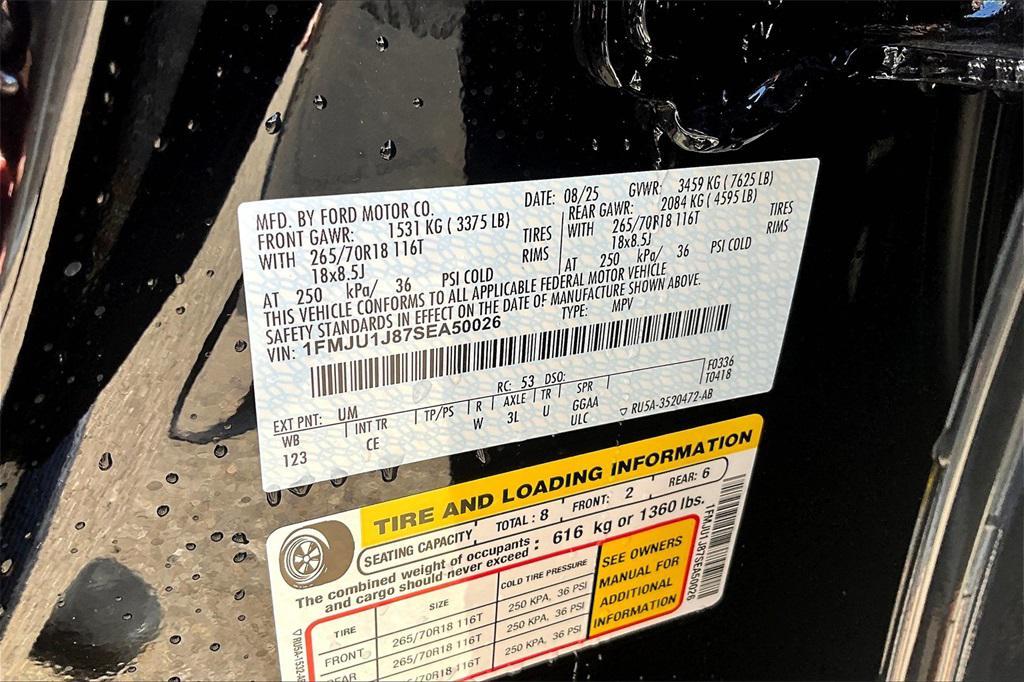 MFD. BY FORD MOTOR CO.
DATE: 08/25 GVWR: 3459 KG ( 7625 LB)
FRONT GAWR: 1531 KG ( 3375 LB)
REAR GAWR: 2084 KG ( 4595 LB)
WITH 265/70R18 116T TIRES
WITH 265/70R18 116T TIRES
18x8.5J RIMS
18x8.5J RIMS
AT 250 kPa/ 36 PSI COLD
AT 250 kPa/ 36 PSI COLD
THIS VEHICLE CONFORMS TO ALL APPLICABLE FEDERAL MOTOR VEHICLE
SAFETY STANDARDS IN EFFECT ON THE DATE OF MANUFACTURE SHOWN ABOVE.
VIN: 1FMJU1J87SEA50026
TYPE: MPV
EXT PNT: UM RC: 53 DSO: F0336
WB INT TR TP/PS R AXLE TR SPR T0418
123 CE W 3L U GGAA
ULC ▽ RU5A-3520472-AB
TIRE AND LOADING INFORMATION
SEATING CAPACITY TOTAL: 8 FRONT: 2 REAR: 6
The combined weight of occupants
and cargo should never exceed : 616 kg or 1360 lbs.
TIRE SIZE COLD TIRE PRESSURE
FRONT 265/70R18 116T 250 KPA, 36 PSI
REAR 265/70R18 116T 250 KPA, 36 PSI
265/70R18 116T 250 KPA, 36 PSI
SEE OWNERS
MANUAL FOR
ADDITIONAL
INFORMATION
1FMJU1J87SEA50026
▽ RU5A-1532-AB